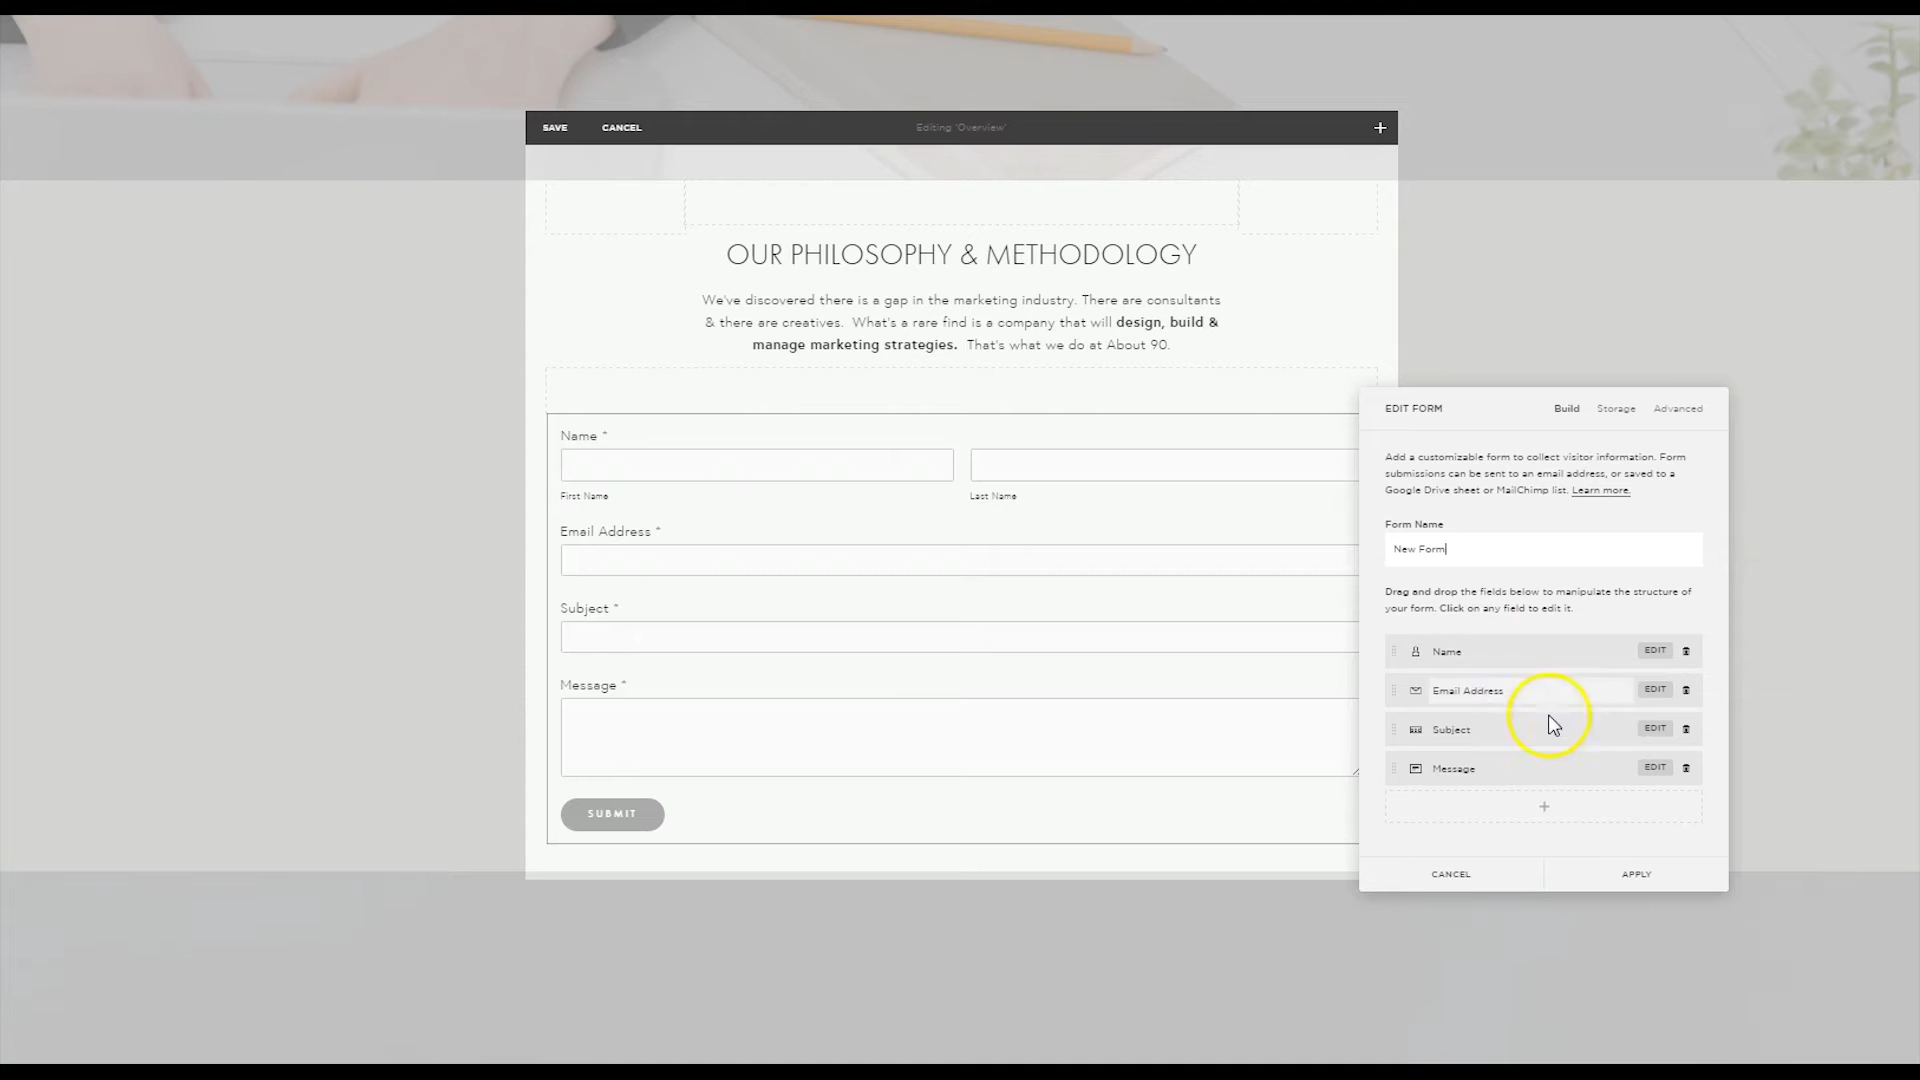 SAVE CANCEL Editing 'Overview' +
OUR PHILOSOPHY & METHODOLOGY
We've discovered there is a gap in the marketing industry. There are consultants
& there are creatives. What's a rare find is a company that will design, build &
manage marketing strategies. That's what we do at About 90.
Name *
First Name Last Name
Email Address *
Subject *
Message *
SUBMIT
EDIT FORM Build Storage Advanced
Add a customizable form to collect visitor information. Form
submissions can be sent to an email address, or saved to a
Google Drive sheet or MailChimp list. Learn more.
Form Name
New Form
Drag and drop the fields below to manipulate the structure of
your form. Click on any field to edit it.
Name EDIT
Email Address EDIT
Subject EDIT
Message EDIT
+
CANCEL APPLY